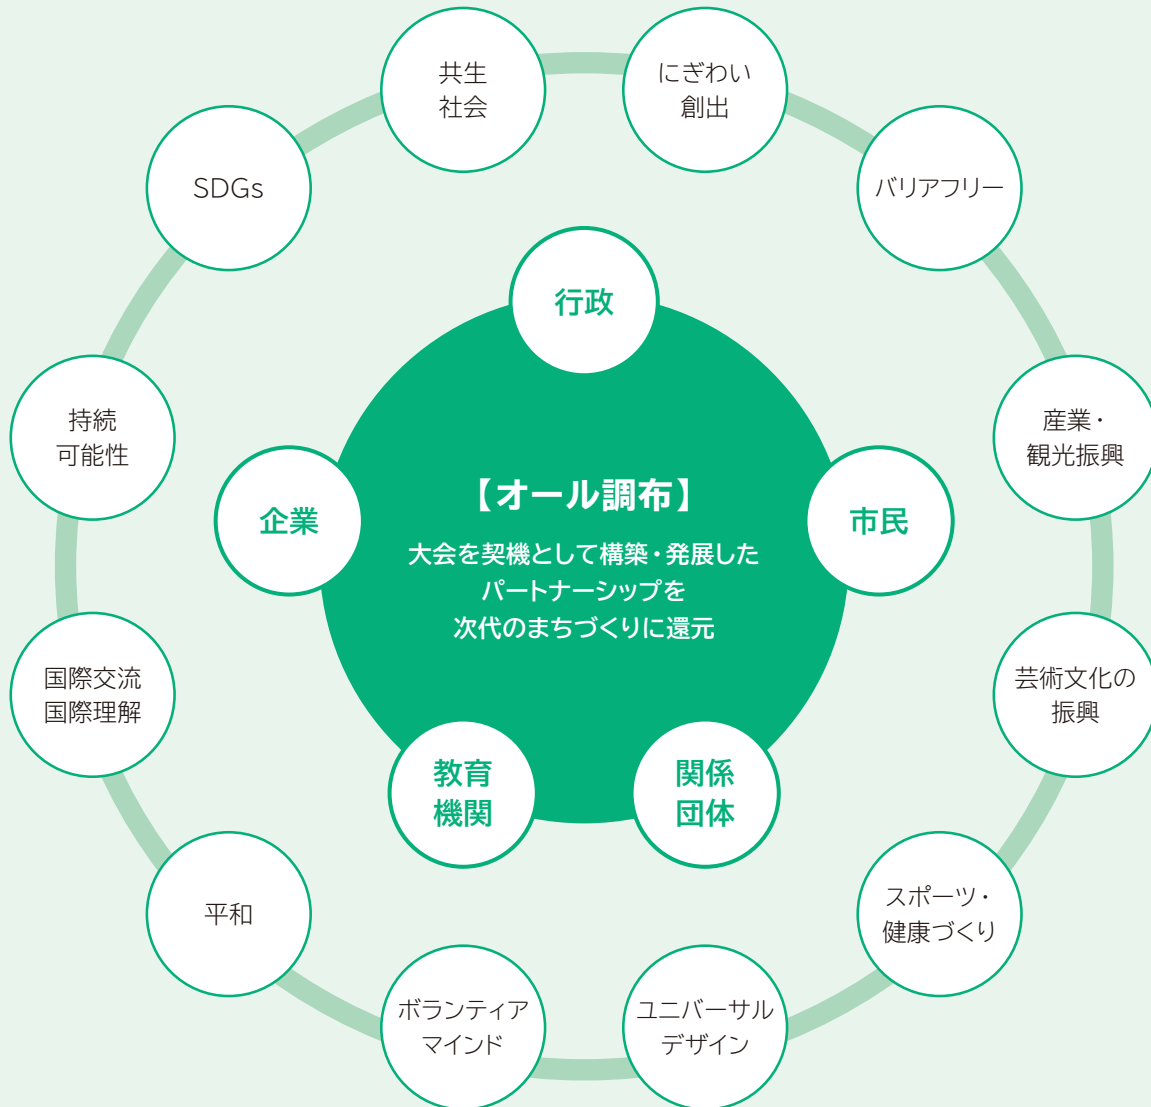 共生
社会
にぎわい
創出
SDGs
バリアフリー
行政
持続
可能性
産業・
観光振興
企業
【オール調布】
大会を契機として構築・発展した
パートナーシップを
次代のまちづくりに還元
市民
国際交流
国際理解
芸術文化の
振興
教育
機関
関係
団体
平和
スポーツ・
健康づくり
ボランティア
マインド
ユニバーサル
デザイン